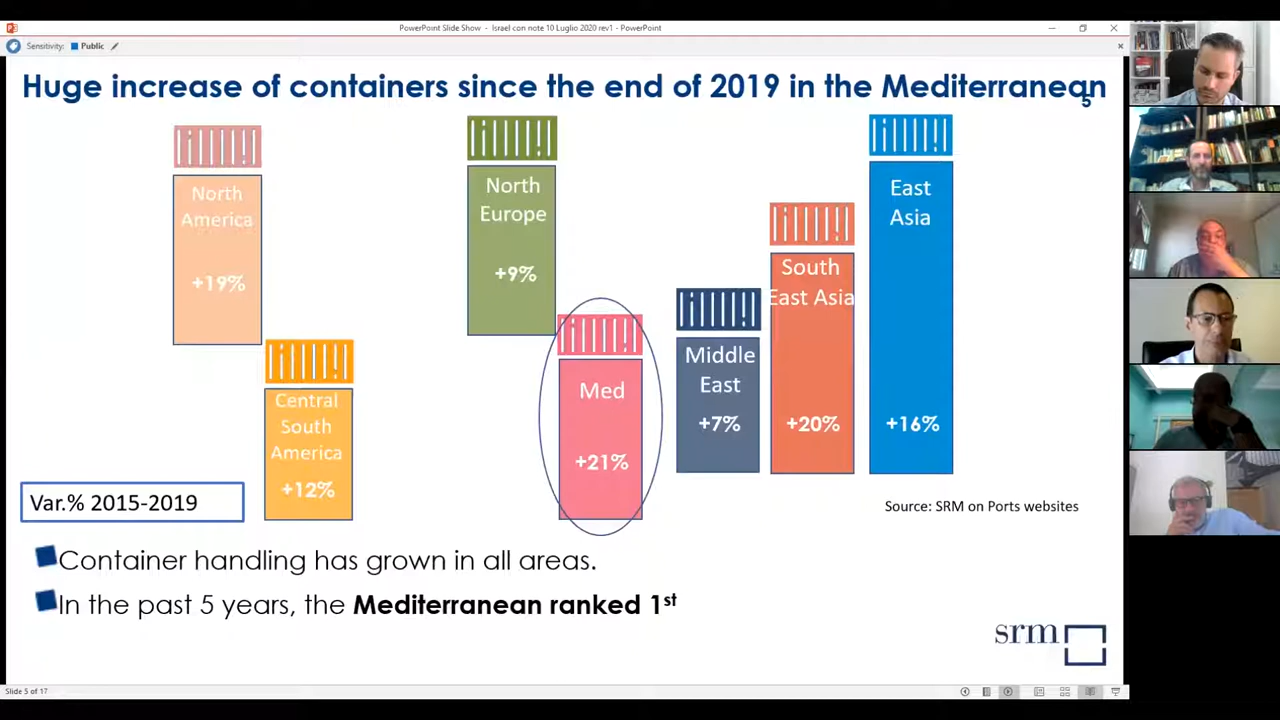 PowerPoint Slide Show - Israel con note 10 Luglio 2020 rev1 - PowerPoint
Sensitivity: Public
Huge increase of containers since the end of 2019 in the Mediterranean
5
North
America
+19%
Central
South
America
+12%
North
Europe
+9%
Med
+21%
Middle
East
+7%
South
East Asia
+20%
East
Asia
+16%
Var.% 2015-2019
Source: SRM on Ports websites
Container handling has grown in all areas.
In the past 5 years, the Mediterranean ranked 1st
srm
Slide 5 of 17